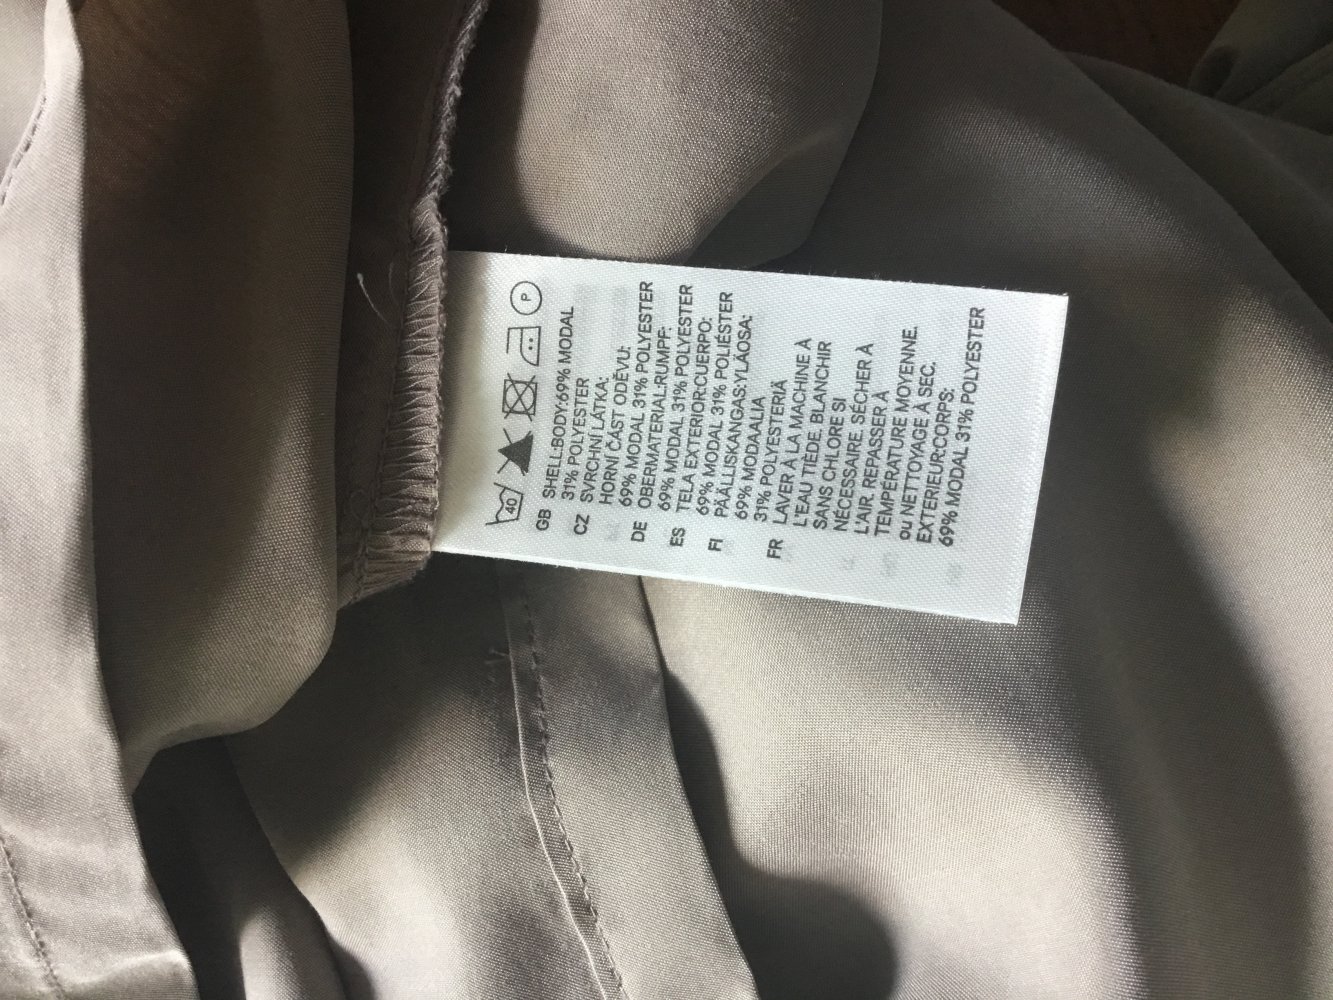 40 P
GB SHELL:BODY:69% MODAL
31% POLYESTER
CZ SVRCHNÍ LÁTKA:
HORNÍ ČÁST ODĚVU:
69% MODAL 31% POLYESTER
DE OBERMATERIAL:RUMPF:
69% MODAL 31% POLYESTER
ES TELA EXTERIOR:CUERPO:
69% MODAL 31% POLIÉSTER
FI PÄÄLLISKANGAS:YLÄOSA:
69% MODAALIA
31% POLYESTERIÄ
FR LAVER À LA MACHINE À
L'EAU TIÈDE. BLANCHIR
SANS CHLORE SI
NÉCESSAIRE. SÉCHER À
L'AIR. REPASSER À
TEMPÉRATURE MOYENNE.
ou NETTOYAGE À SEC.
EXTERIEUR:CORPS:
69% MODAL 31% POLYESTER